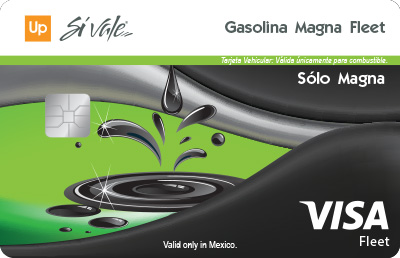 Up Sí Vale® Gasolina Magna Fleet
Tarjeta Vehicular: Válida únicamente para combustible.
Sólo Magna
VISA
Fleet
Valid only in Mexico.